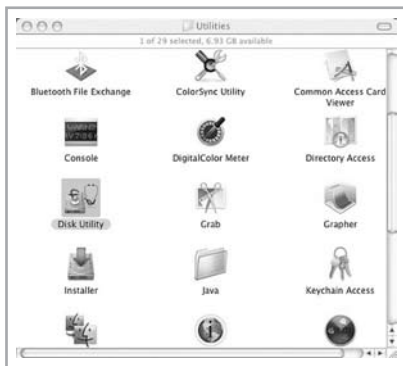 Utilities
1 of 29 selected, 6.93 GB available
Bluetooth File Exchange
ColorSync Utility
Common Access Card
Viewer
Console
DigitalColor Meter
Directory Access
Disk Utility
Grab
Grapher
Installer
Java
Keychain Access